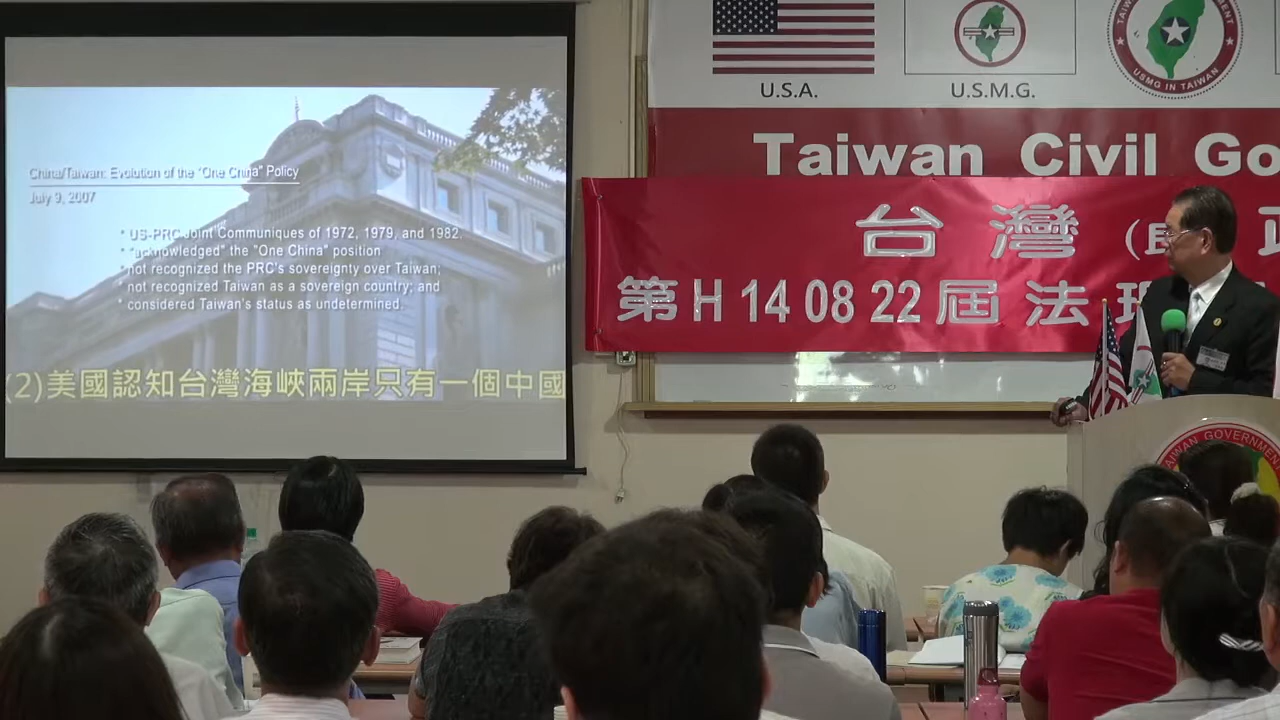 China/Taiwan: Evolution of the "One China" Policy
July 9, 2007
* US-PRC Joint Communiques of 1972, 1979, and 1982.
* "acknowledged" the "One China" position
* not recognized the PRC's sovereignty over Taiwan;
* not recognized Taiwan as a sovereign country; and
* considered Taiwan's status as undetermined.
(2)美國認知台灣海峽兩岸只有一個中國
U.S.A.
U.S.M.G.
USMG IN TAIWAN
Taiwan Civil Go
台灣(民政
第H 14 08 22屆法理
TAIWAN GOVERNMENT